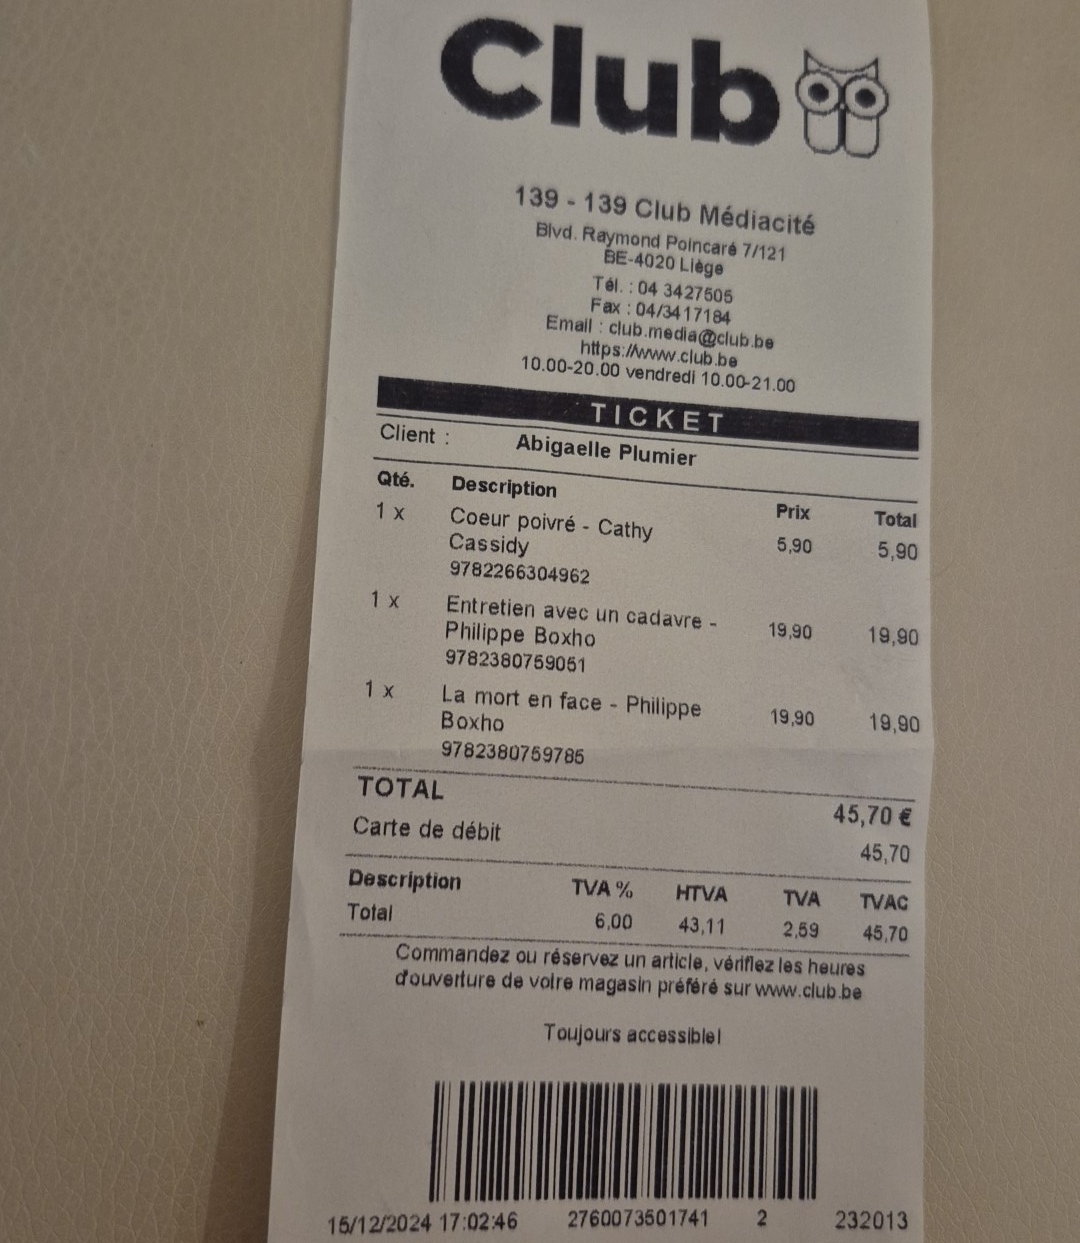 Club
139 - 139 Club Médiacité
Blvd. Raymond Poincaré 7/121
BE-4020 Liège
Tél. : 04 3427505
Fax : 04/3417184
Email : club.media@club.be
https://www.club.be
10.00-20.00 vendredi 10.00-21.00
TICKET
Client : Abigaelle Plumier
Qté. Description Prix Total
1 x Coeur poivré - Cathy 5,90 5,90
Cassidy
9782266304962
1 x Entretien avec un cadavre - 19,90 19,90
Philippe Boxho
9782380759051
1 x La mort en face - Philippe 19,90 19,90
Boxho
9782380759785
TOTAL 45,70 €
Carte de débit 45,70
Description TVA % HTVA TVA TVAC
Total 6,00 43,11 2,59 45,70
Commandez ou réservez un article, vérifiez les heures
d'ouverture de votre magasin préféré sur www.club.be
Toujours accessible!
15/12/2024 17:02:46 2760073501741 2 232013